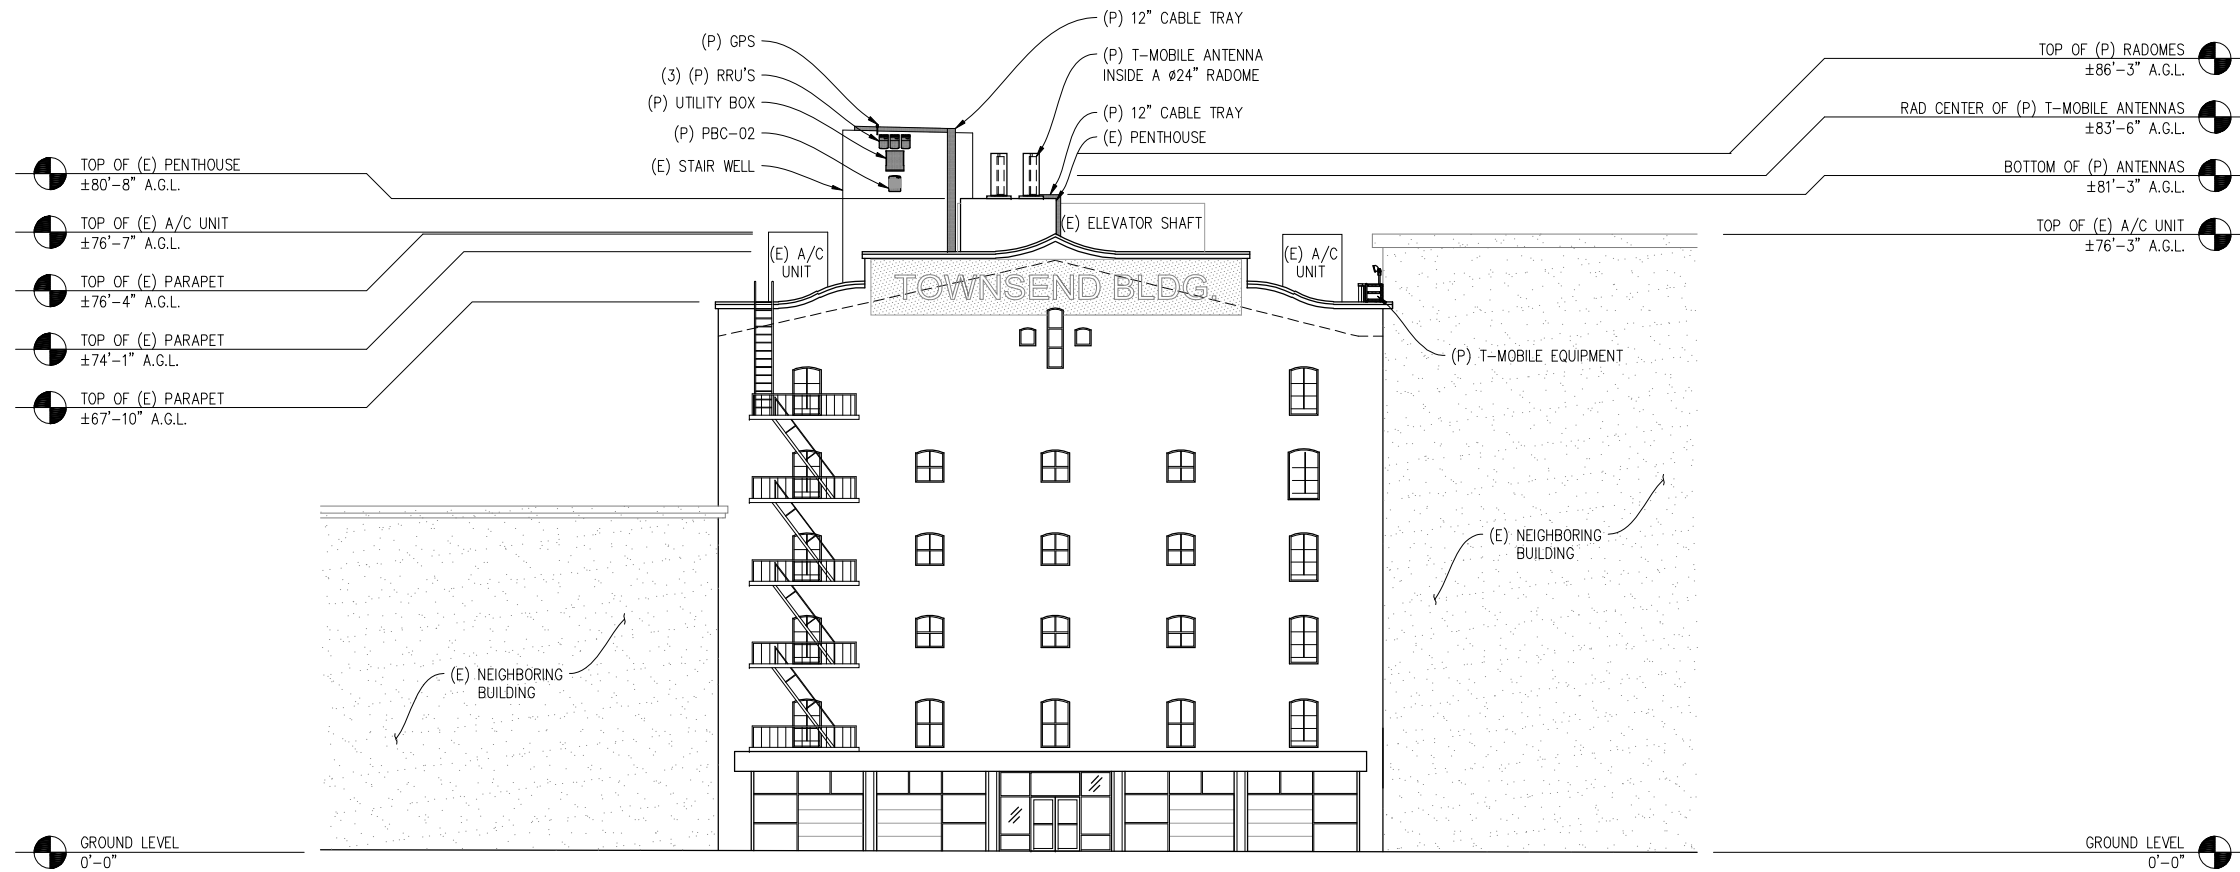 (P) GPS
(3) (P) RRU'S
(P) UTILITY BOX
(P) PBC-02
(E) STAIR WELL
(P) 12" CABLE TRAY
(P) T-MOBILE ANTENNA
INSIDE A ø24" RADOME
(P) 12" CABLE TRAY
(E) PENTHOUSE
TOP OF (E) PENTHOUSE
±80'-8" A.G.L.
TOP OF (E) A/C UNIT
±76'-7" A.G.L.
TOP OF (E) PARAPET
±76'-4" A.G.L.
TOP OF (E) PARAPET
±74'-1" A.G.L.
TOP OF (E) PARAPET
±67'-10" A.G.L.
TOP OF (P) RADOMES
±86'-3" A.G.L.
RAD CENTER OF (P) T-MOBILE ANTENNAS
±83'-6" A.G.L.
BOTTOM OF (P) ANTENNAS
±81'-3" A.G.L.
TOP OF (E) A/C UNIT
±76'-3" A.G.L.
(E) ELEVATOR SHAFT
(E) A/C
UNIT
(E) A/C
UNIT
TOWNSEND BLDG.
(P) T-MOBILE EQUIPMENT
(E) NEIGHBORING
BUILDING
(E) NEIGHBORING
BUILDING
GROUND LEVEL
0'-0"
GROUND LEVEL
0'-0"